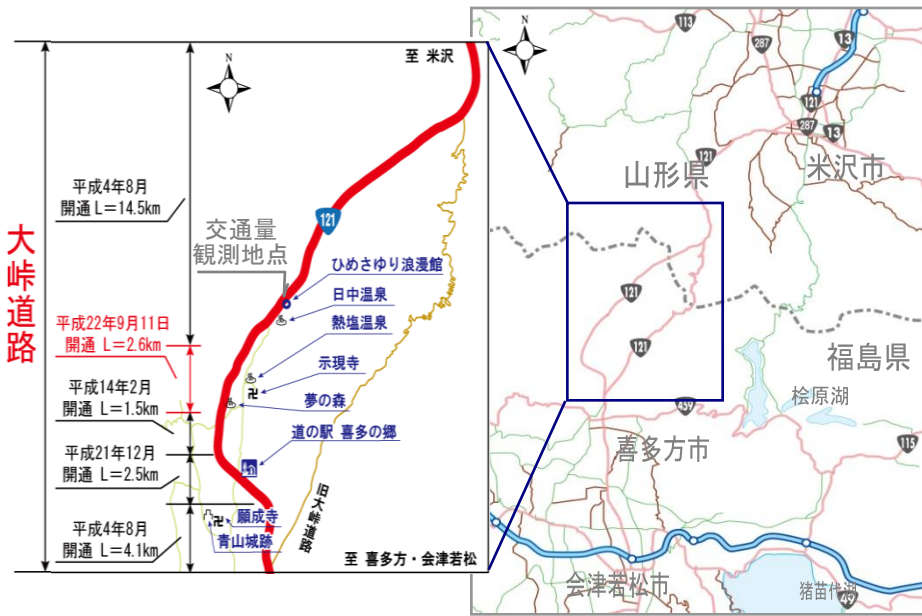 大峠道路
平成4年8月
開通 L=14.5km
平成22年9月11日
開通 L=2.6km
平成14年2月
開通 L=1.5km
平成21年12月
開通 L=2.5km
平成4年8月
開通 L=4.1km
N
至 米沢
121
交通量
観測地点
ひめさゆり浪漫館
日中温泉
熱塩温泉
示現寺
夢の森
道の駅 喜多の郷
願成寺
青山城跡
旧大峠道路
至 喜多方・会津若松
N
113
287
13
121
287
13
121
山形県
米沢市
121
121
福島県
桧原湖
459
喜多方市
115
会津若松市
猪苗代湖
49